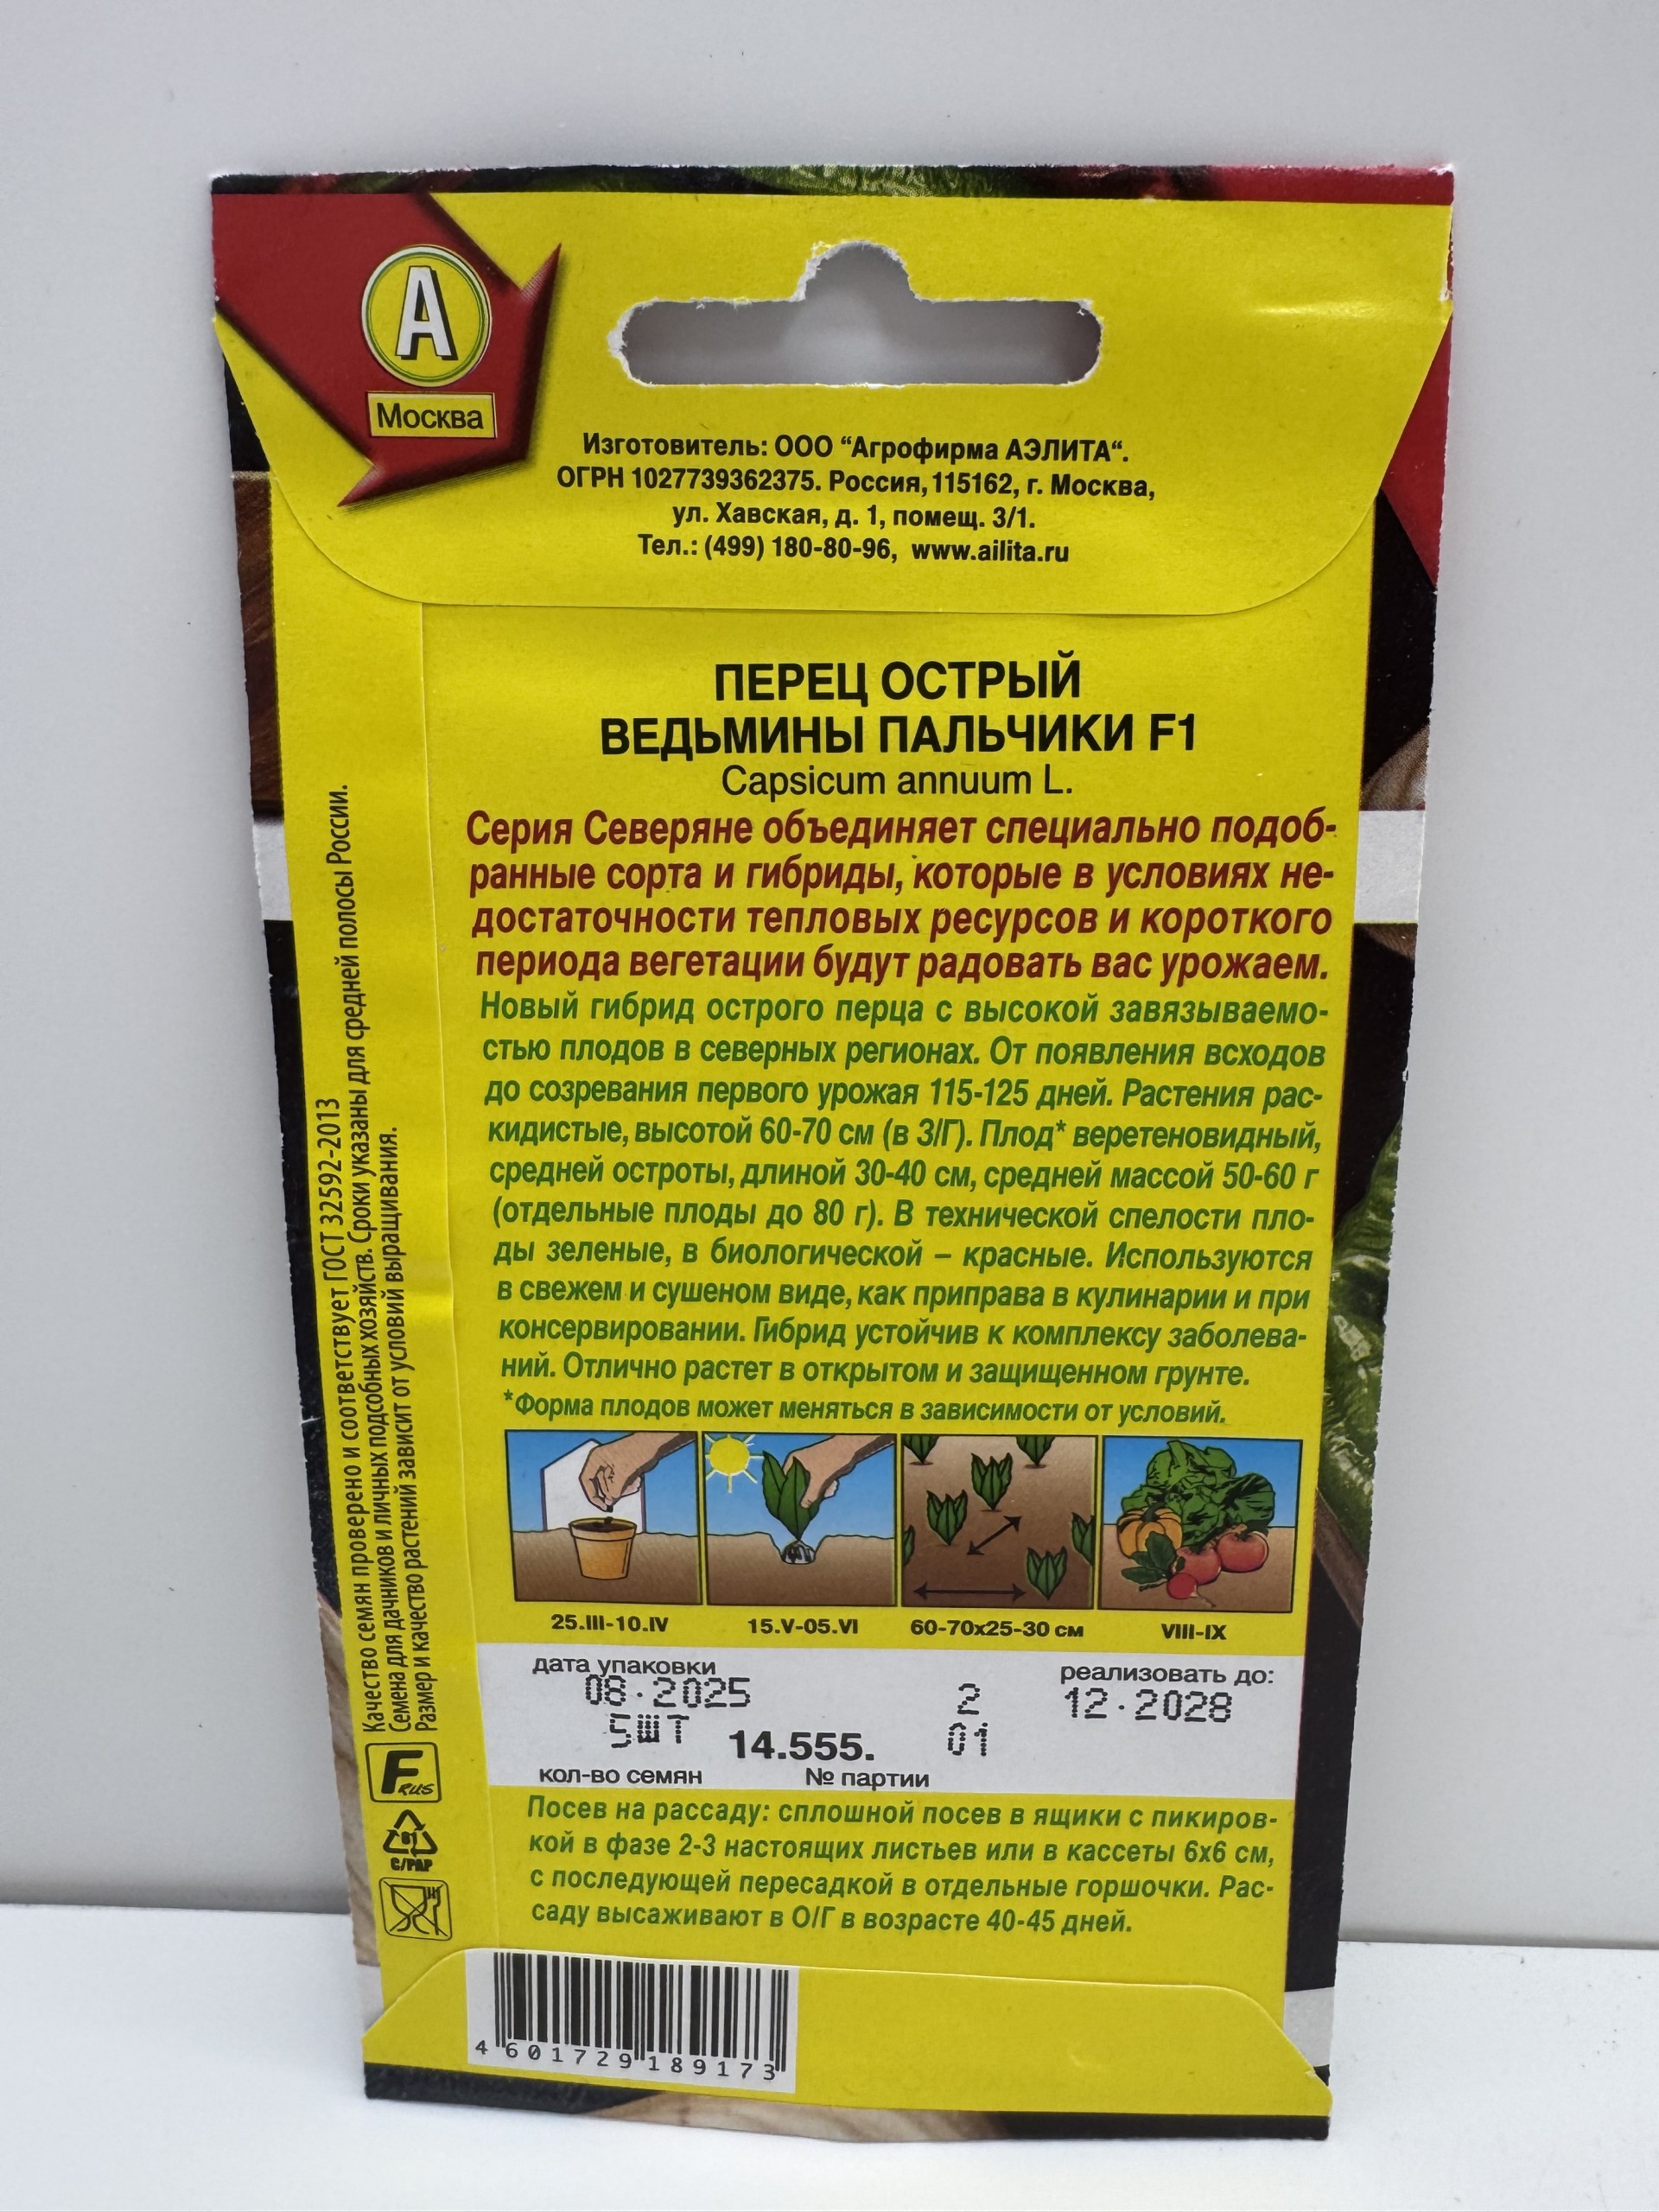 А
Москва
Изготовитель: ООО “Агрофирма АЭЛИТА“.
ОГРН 1027739362375. Россия, 115162, г. Москва,
ул. Хавская, д. 1, помещ. 3/1.
Тел.: (499) 180-80-96, www.ailita.ru
ПЕРЕЦ ОСТРЫЙ
ВЕДЬМИНЫ ПАЛЬЧИКИ F1
Capsicum annuum L.
Серия Северяне объединяет специально подоб-
ранные сорта и гибриды, которые в условиях не-
достаточности тепловых ресурсов и короткого
периода вегетации будут радовать вас урожаем.
Новый гибрид острого перца с высокой завязываемо-
стью плодов в северных регионах. От появления всходов
до созревания первого урожая 115-125 дней. Растения рас-
кидистые, высотой 60-70 см (в З/Г). Плод* веретеновидный,
средней остроты, длиной 30-40 см, средней массой 50-60 г
(отдельные плоды до 80 г). В технической спелости пло-
ды зеленые, в биологической – красные. Используются
в свежем и сушеном виде, как приправа в кулинарии и при
консервировании. Гибрид устойчив к комплексу заболева-
ний. Отлично растет в открытом и защищенном грунте.
*Форма плодов может меняться в зависимости от условий.
25.III-10.IV 15.V-05.VI 60-70х25-30 см VIII-IX
дата упаковки реализовать до:
08.2025 2 12.2028
5ШТ 14.555. 01
кол-во семян № партии
Посев на рассаду: сплошной посев в ящики с пикиров-
кой в фазе 2-3 настоящих листьев или в кассеты 6х6 см,
с последующей пересадкой в отдельные горшочки. Рас-
саду высаживают в О/Г в возрасте 40-45 дней.
4 601729 189173
Качество семян проверено и соответствует ГОСТ 32592-2013
Семена для дачников и личных подсобных хозяйств. Сроки указаны для средней полосы России.
Размер и качество растений зависит от условий выращивания.
F RUS
81
C/PAP